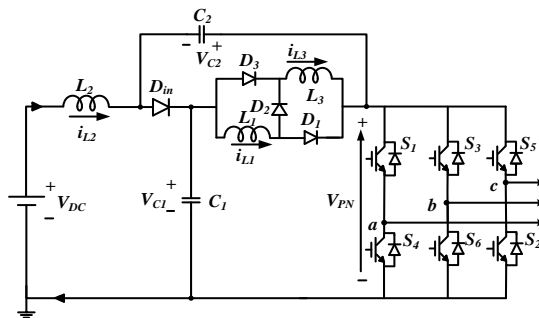 C2
− +
VC2
iL3
L2
Din
D3
L3
L1
D2
D1
iL2
iL1
S1
S3
S5
+
VDC
−
+
VC1
−
C1
+
VPN
−
a
b
c
S4
S6
S2